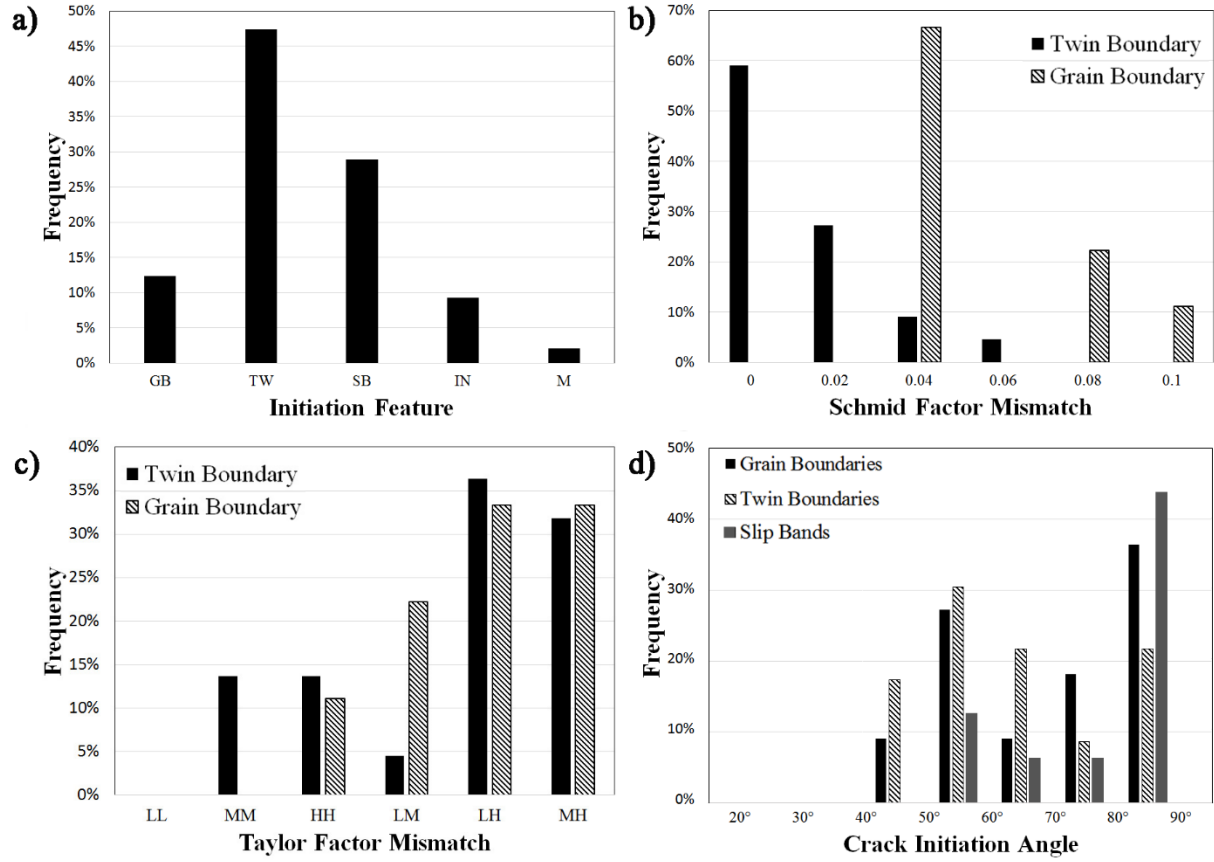 a)
50%
45%
40%
35%
30%
25%
20%
15%
10%
5%
0%
Frequency
GB TW SB IN M
Initiation Feature
b)
70%
60%
50%
40%
30%
20%
10%
0%
Frequency
Twin Boundary
Grain Boundary
0 0.02 0.04 0.06 0.08 0.1
Schmid Factor Mismatch
c)
40%
35%
30%
25%
20%
15%
10%
5%
0%
Frequency
Twin Boundary
Grain Boundary
LL MM HH LM LH MH
Taylor Factor Mismatch
d)
50%
40%
30%
20%
10%
0%
Frequency
Grain Boundaries
Twin Boundaries
Slip Bands
20° 30° 40° 50° 60° 70° 80° 90°
Crack Initiation Angle